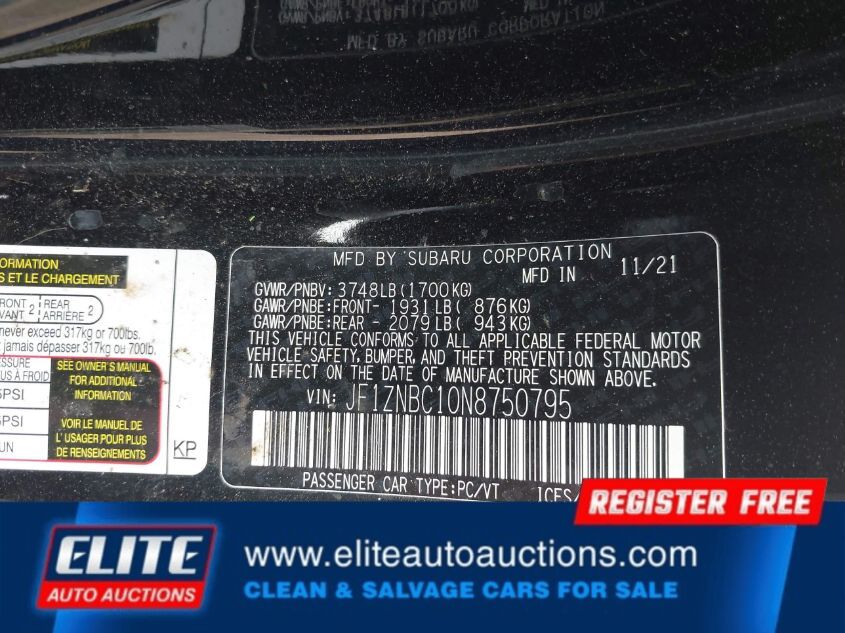 MFD BY SUBARU CORPORATION
MFD IN 11/21
GVWR/PNBV: 3748LB(1700KG)
GAWR/PNBE:FRONT- 1931LB( 876KG)
GAWR/PNBE:REAR - 2079LB( 943KG)
THIS VEHICLE CONFORMS TO ALL APPLICABLE FEDERAL MOTOR
VEHICLE SAFETY, BUMPER, AND THEFT PREVENTION STANDARDS
IN EFFECT ON THE DATE OF MANUFACTURE SHOWN ABOVE.
VIN: JF1ZNBC10N8750795
PASSENGER CAR TYPE:PC/VT ICES/
ET LE CHARGEMENT
FRONT 2 REAR 2
ARRIÈRE
never exceed 317kg or 700lbs.
jamais dépasser 317kg ou 700lb.
SEE OWNER'S MANUAL
FOR ADDITIONAL
INFORMATION
PSI
VOIR LE MANUEL DE
L' USAGER POUR PLUS
DE RENSEIGNEMENTS
PSI
KP
REGISTER FREE
ELITE
AUTO AUCTIONS
www.eliteautoauctions.com
CLEAN & SALVAGE CARS FOR SALE